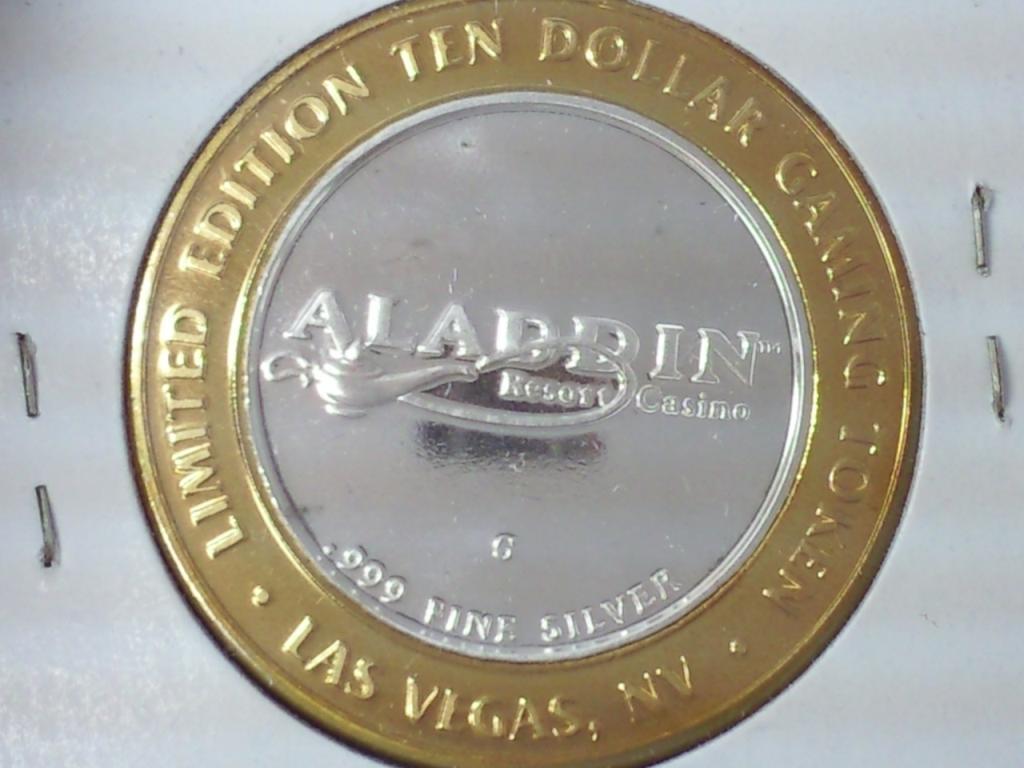 LIMITED EDITION TEN DOLLAR GAMING TOKEN
ALADDIN™
Resort Casino
G
.999 FINE SILVER
• LAS VEGAS, NV •